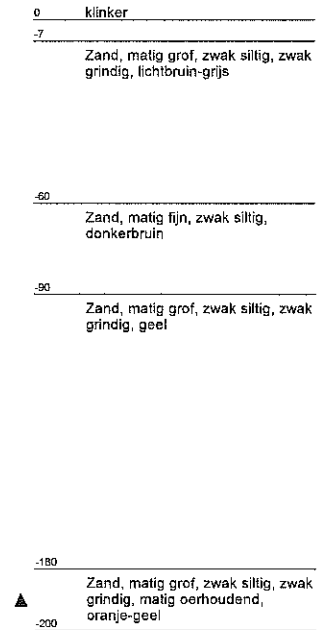 0 klinker
-7
Zand, matig grof, zwak siltig, zwak
grindig, lichtbruin-grijs
-60
Zand, matig fijn, zwak siltig,
donkerbruin
-90
Zand, matig grof, zwak siltig, zwak
grindig, geel
-180
Zand, matig grof, zwak siltig, zwak
grindig, matig oerhoudend,
oranje-geel
-200